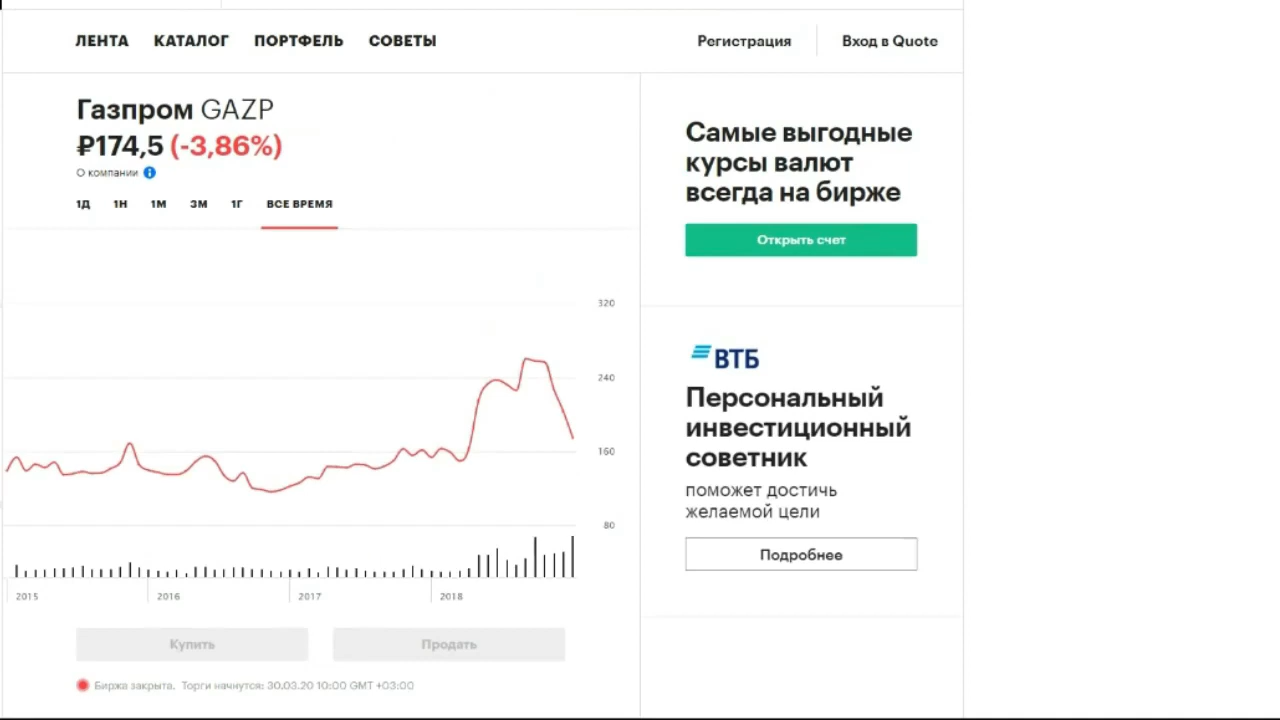 ЛЕНТА КАТАЛОГ ПОРТФЕЛЬ СОВЕТЫ
Регистрация Вход в Quote
Газпром GAZP
₽174,5 (-3,86%)
О компании
1Д 1Н 1М 3М 1Г ВСЕ ВРЕМЯ
320
240
160
80
2015 2016 2017 2018
Купить Продать
Биржа закрыта. Торги начнутся: 30.03.20 10:00 GMT +03:00
Самые выгодные
курсы валют
всегда на бирже
Открыть счет
ВТБ
Персональный
инвестиционный
советник
поможет достичь
желаемой цели
Подробнее